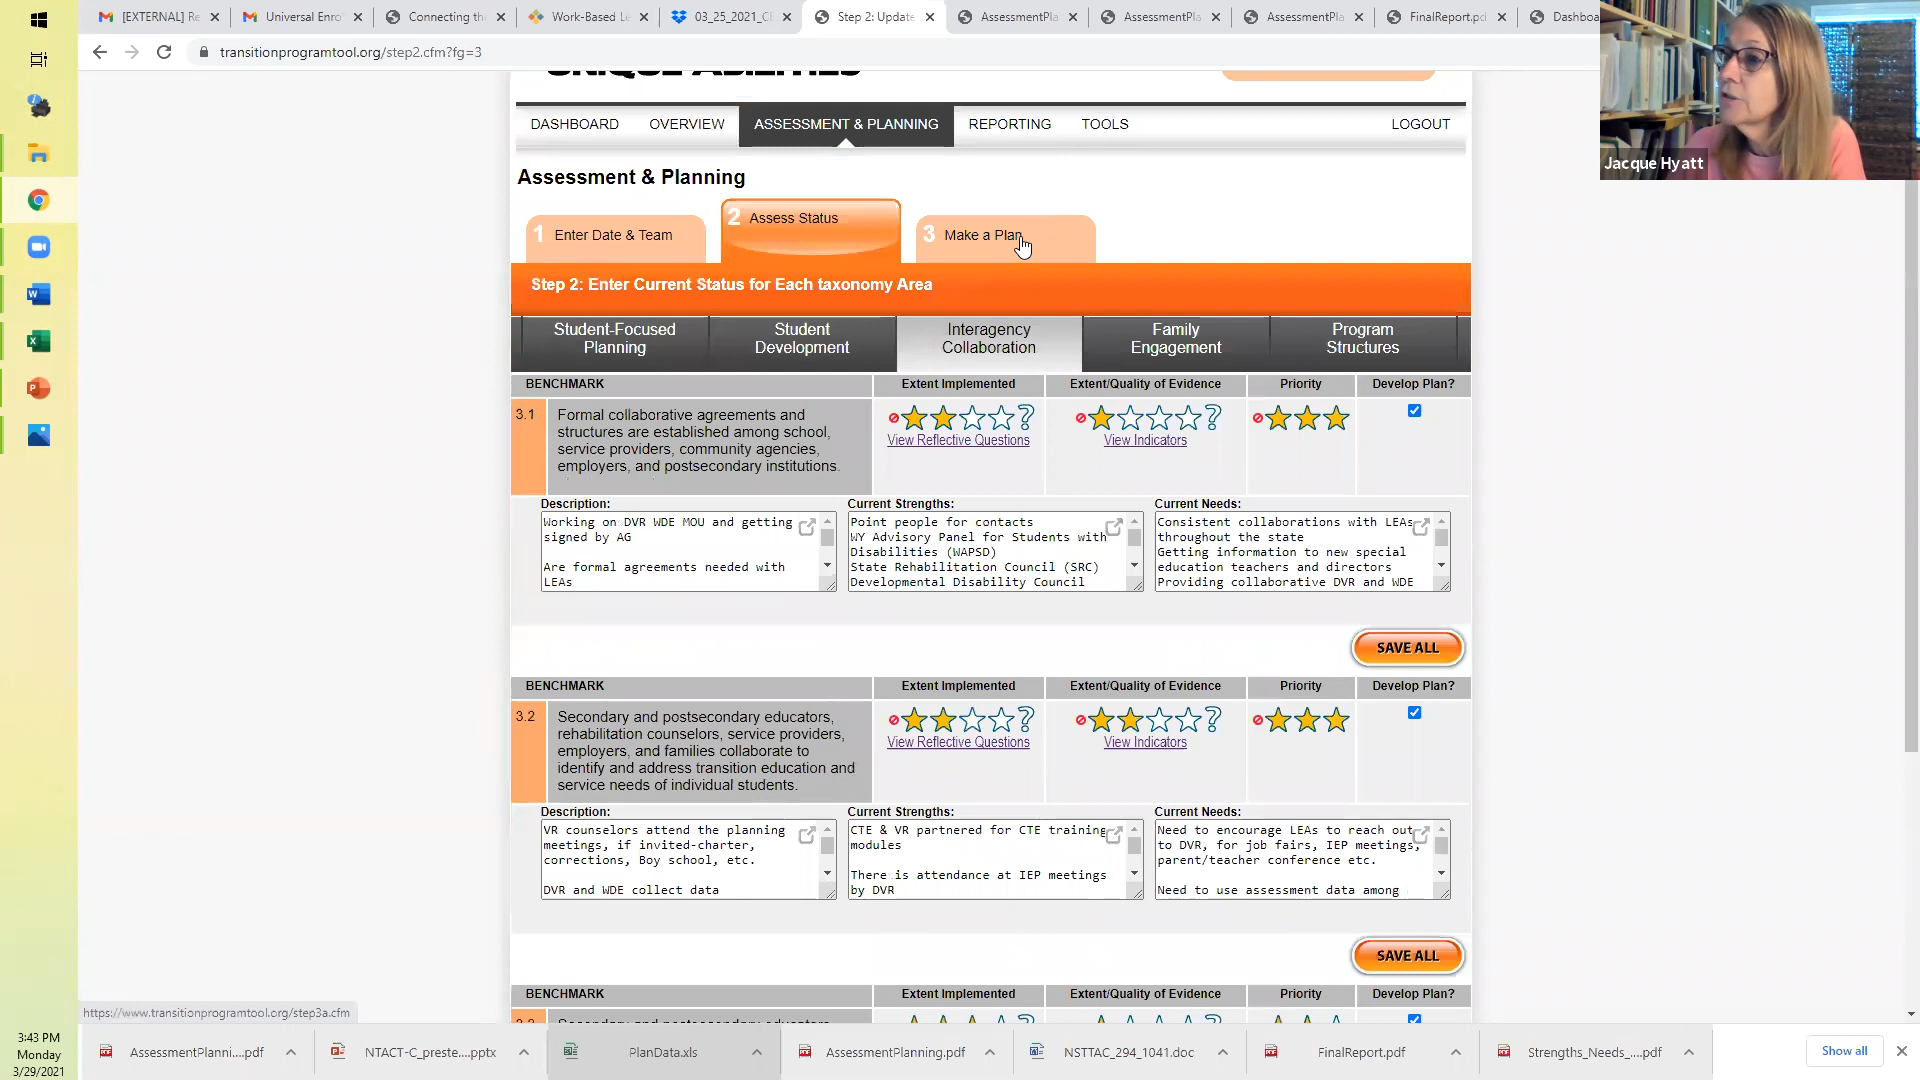 [EXTERNAL] Re
Universal Enro
Connecting th
Work-Based L
03_25_2021_C
Step 2: Update
AssessmentPla
AssessmentPla
AssessmentPla
FinalReport.pd
Dashboa
transitionprogramtool.org/step2.cfm?fg=3
UNIQUE ABILITIES
DASHBOARD OVERVIEW ASSESSMENT & PLANNING REPORTING TOOLS LOGOUT
Jacque Hyatt
Assessment & Planning
1 Enter Date & Team
2 Assess Status
3 Make a Plan
Step 2: Enter Current Status for Each taxonomy Area
Student-Focused
Planning
Student
Development
Interagency
Collaboration
Family
Engagement
Program
Structures
BENCHMARK Extent Implemented Extent/Quality of Evidence Priority Develop Plan?
3.1
Formal collaborative agreements and
structures are established among school,
service providers, community agencies,
employers, and postsecondary institutions.
View Reflective Questions
View Indicators
Description:
Working on DVR WDE MOU and getting
signed by AG
Are formal agreements needed with
LEAs
Current Strengths:
Point people for contacts
WY Advisory Panel for Students with
Disabilities (WAPSD)
State Rehabilitation Council (SRC)
Developmental Disability Council
Current Needs:
Consistent collaborations with LEAs
throughout the state
Getting information to new special
education teachers and directors
Providing collaborative DVR and WDE
SAVE ALL
BENCHMARK Extent Implemented Extent/Quality of Evidence Priority Develop Plan?
3.2
Secondary and postsecondary educators,
rehabilitation counselors, service providers,
employers, and families collaborate to
identify and address transition education and
service needs of individual students.
View Reflective Questions
View Indicators
Description:
VR counselors attend the planning
meetings, if invited-charter,
corrections, Boy school, etc.
DVR and WDE collect data
Current Strengths:
CTE & VR partnered for CTE training
modules
There is attendance at IEP meetings
by DVR
Current Needs:
Need to encourage LEAs to reach out
to DVR, for job fairs, IEP meetings,
parent/teacher conference etc.
Need to use assessment data among
SAVE ALL
BENCHMARK Extent Implemented Extent/Quality of Evidence Priority Develop Plan?
https://www.transitionprogramtool.org/step3a.cfm
3:43 PM
Monday
3/29/2021
AssessmentPlanni....pdf
NTACT-C_preste....pptx
PlanData.xls
AssessmentPlanning.pdf
NSTTAC_294_1041.doc
FinalReport.pdf
Strengths_Needs_....pdf
Show all